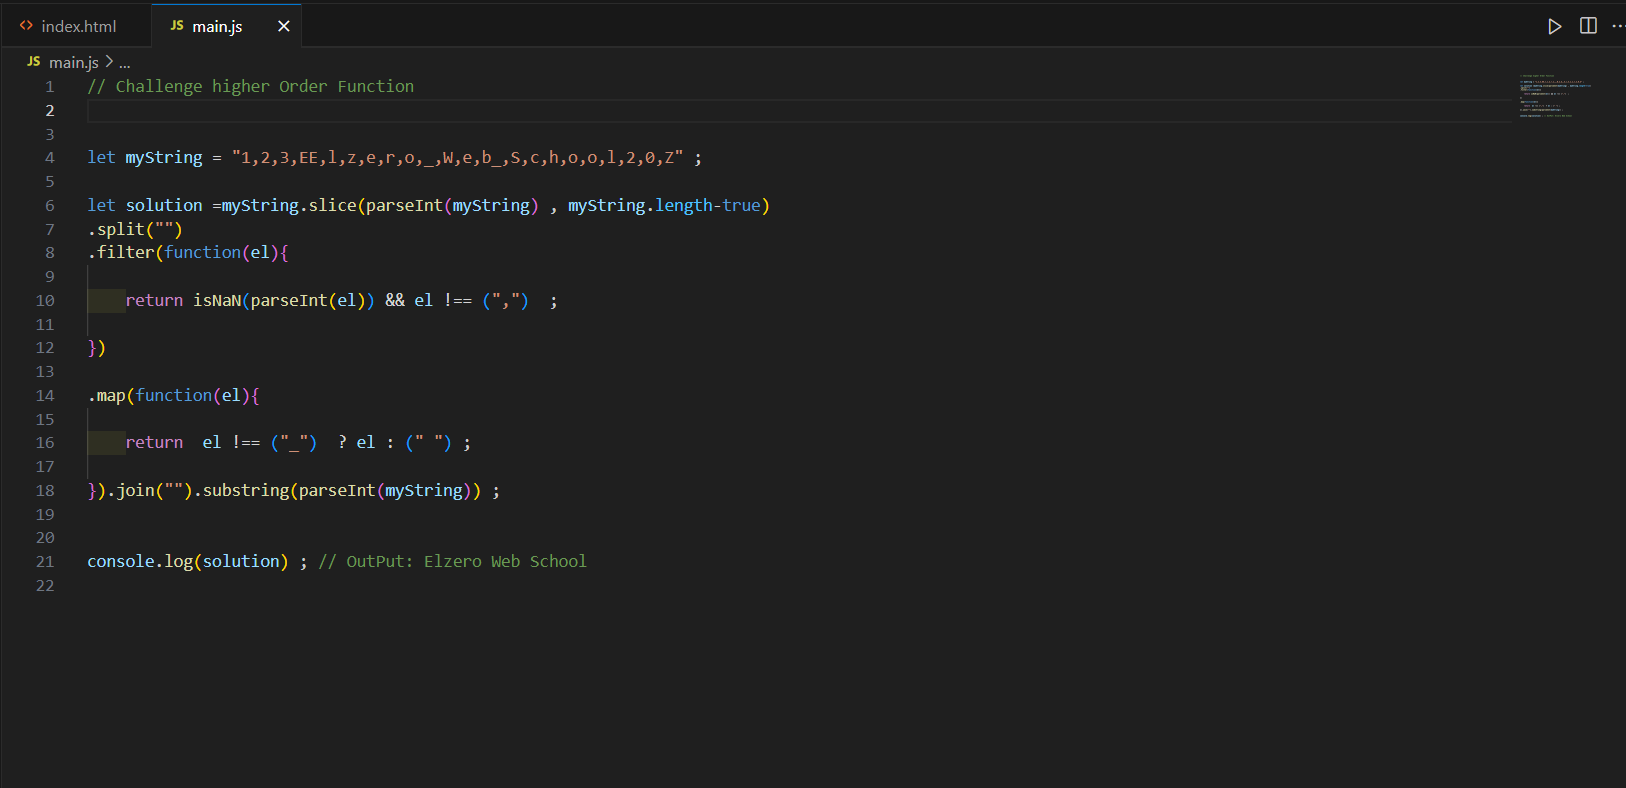 index.html JS main.js
JS main.js > ...
1 // Challenge higher Order Function
2
3
4 let myString = "1,2,3,EE,l,z,e,r,o,_,W,e,b_,S,c,h,o,o,l,2,0,Z" ;
5
6 let solution =myString.slice(parseInt(myString) , myString.length-true)
7 .split("")
8 .filter(function(el){
9
10 return isNaN(parseInt(el)) && el !== (",")  ;
11
12 })
13
14 .map(function(el){
15
16 return  el !== ("_")  ? el : (" ") ;
17
18 }).join("").substring(parseInt(myString)) ;
19
20
21 console.log(solution) ; // OutPut: Elzero Web School
22